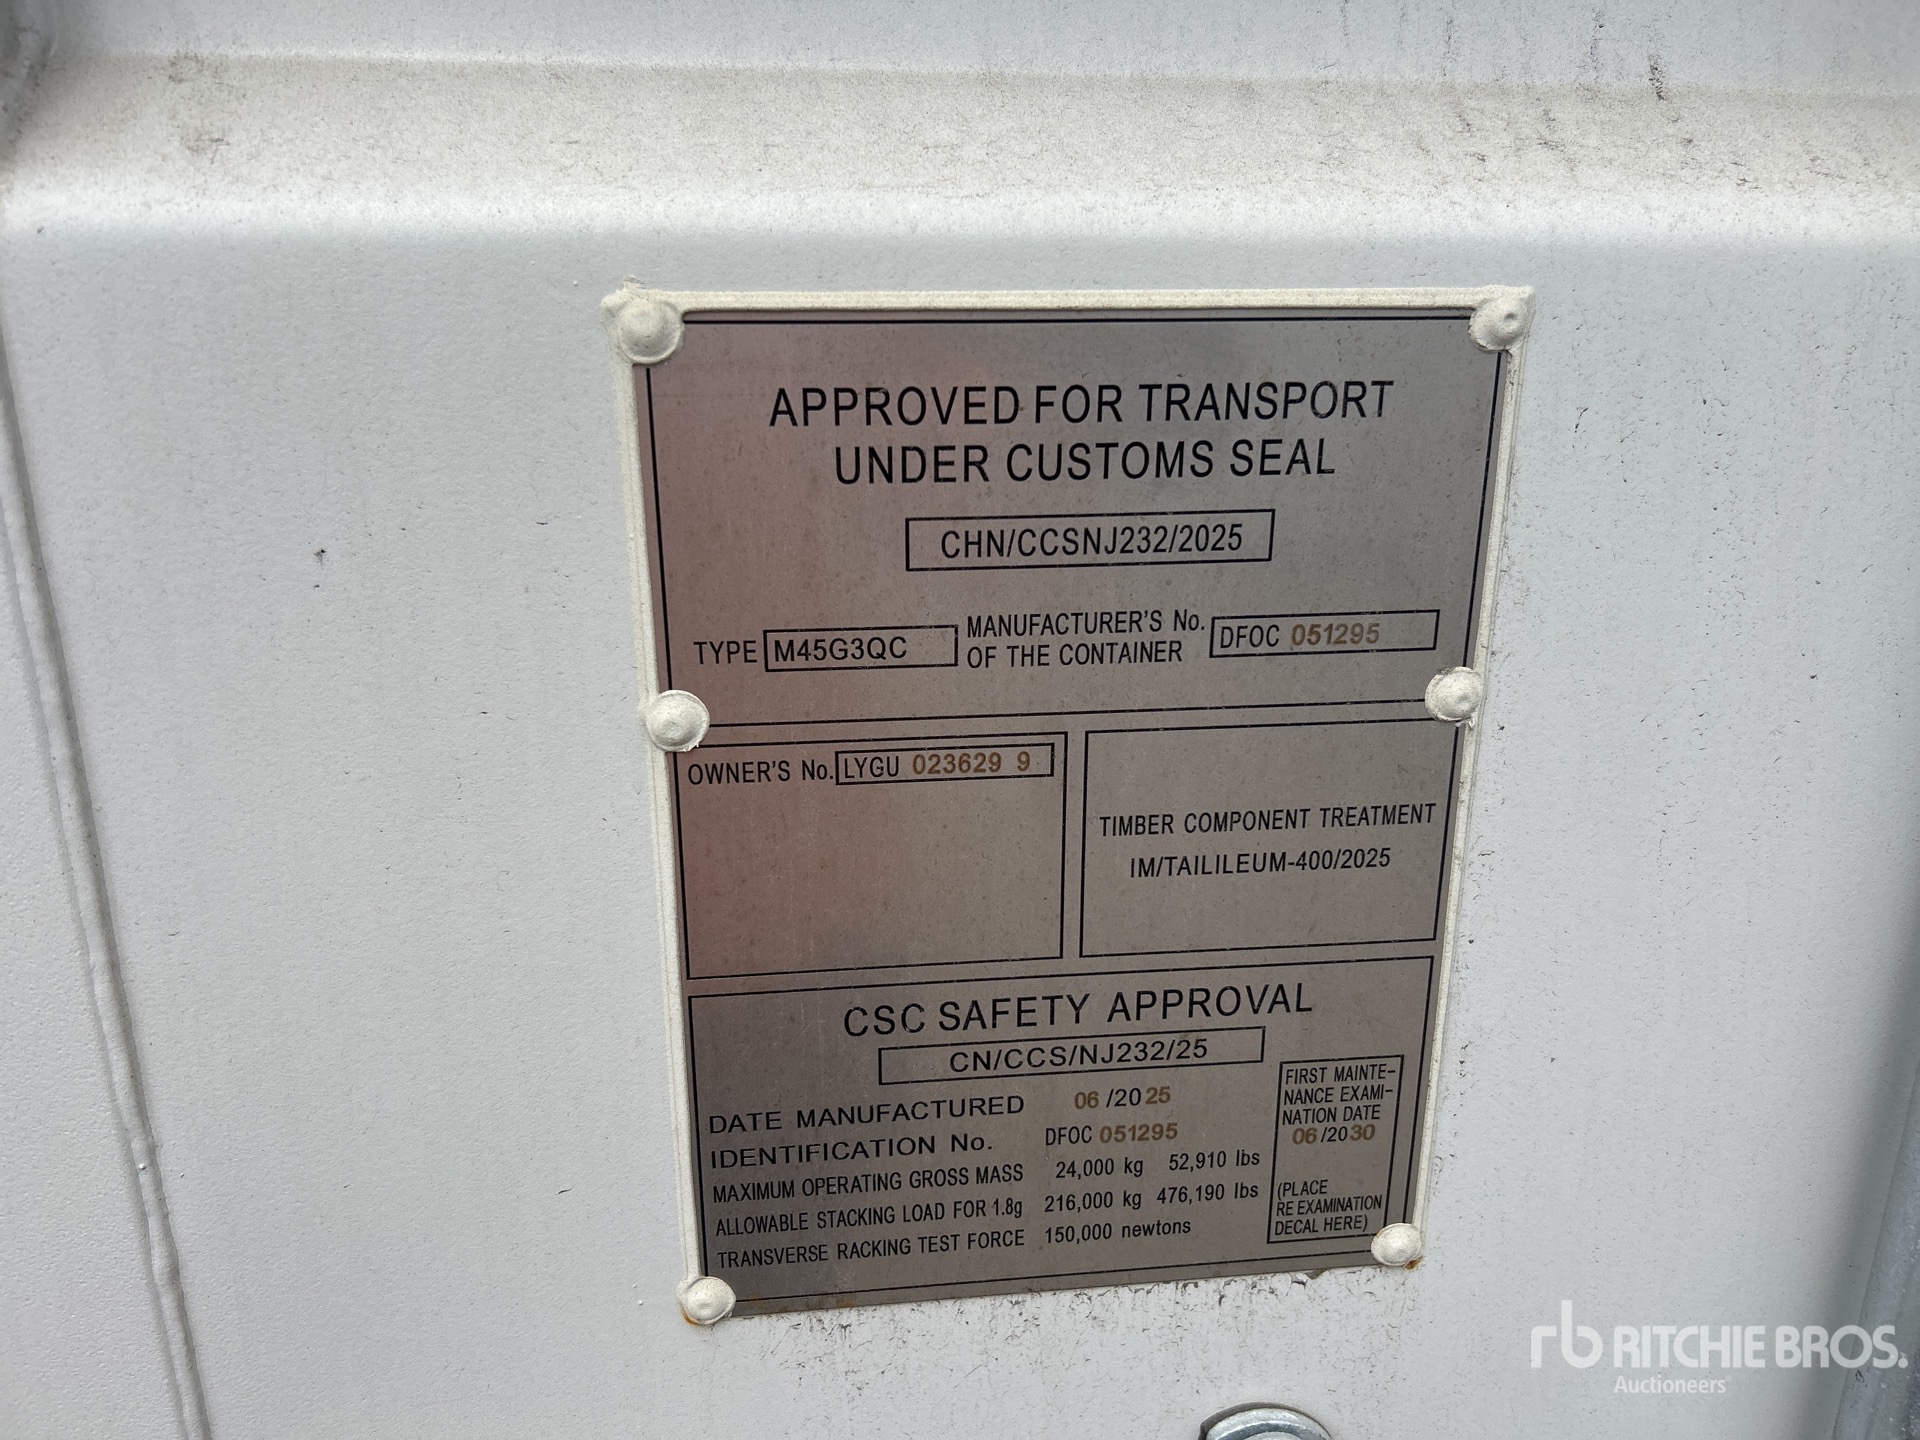 APPROVED FOR TRANSPORT
UNDER CUSTOMS SEAL
CHN/CCSNJ232/2025
TYPE M45G3QC MANUFACTURER'S No. OF THE CONTAINER DFOC 051295
OWNER'S No. LYGU 023629 9
TIMBER COMPONENT TREATMENT
IM/TAILILEUM-400/2025
CSC SAFETY APPROVAL
CN/CCS/NJ232/25
DATE MANUFACTURED 06/2025
IDENTIFICATION No. DFOC 051295
MAXIMUM OPERATING GROSS MASS 24,000 kg 52,910 lbs
ALLOWABLE STACKING LOAD FOR 1.8g 216,000 kg 476,190 lbs
TRANSVERSE RACKING TEST FORCE 150,000 newtons
FIRST MAINTE-
NANCE EXAMI-
NATION DATE
06/2030
(PLACE
RE EXAMINATION
DECAL HERE)
rb RITCHIE BROS.
Auctioneers